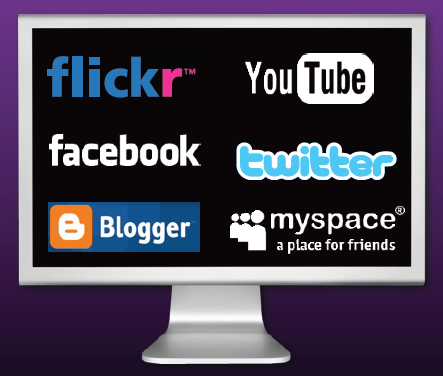 flickr™
YouTube
facebook
twitter
Blogger
myspace®
a place for friends